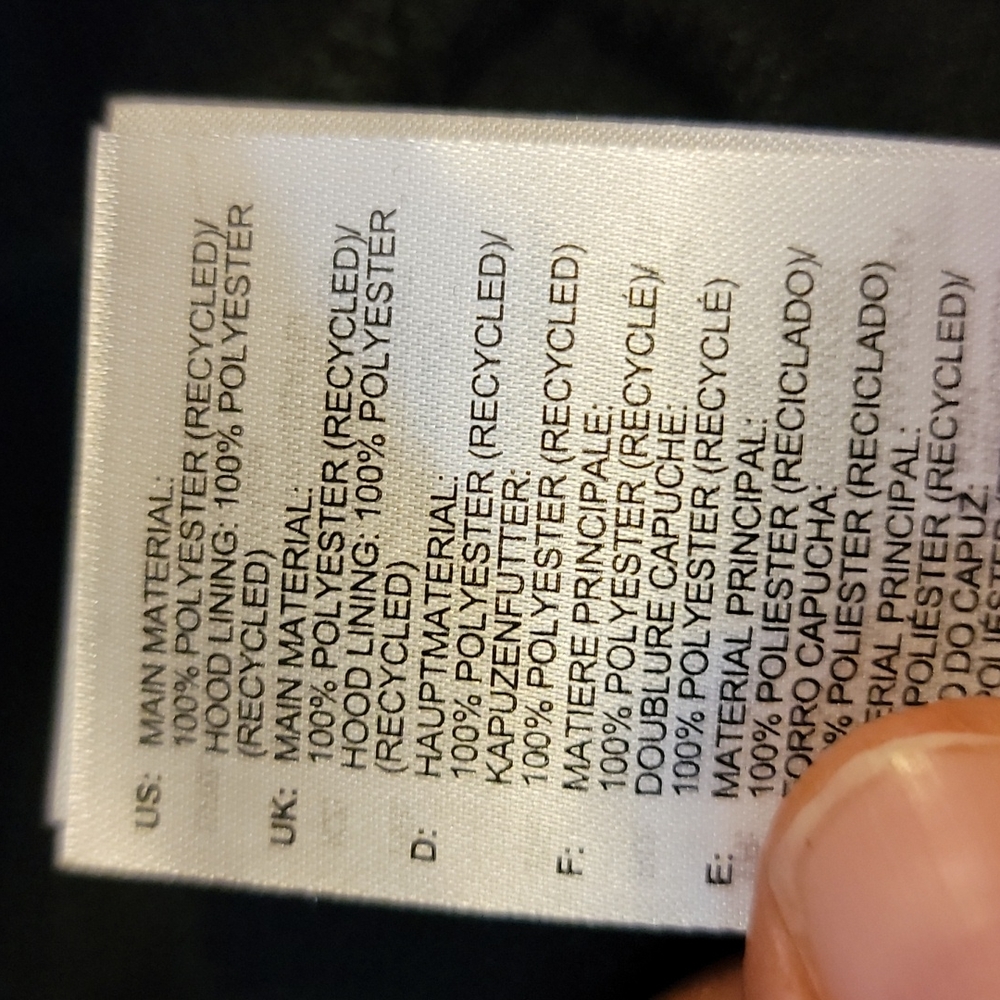 US: MAIN MATERIAL:
100% POLYESTER (RECYCLED)/
HOOD LINING: 100% POLYESTER
(RECYCLED)
UK: MAIN MATERIAL:
100% POLYESTER (RECYCLED)/
HOOD LINING: 100% POLYESTER
(RECYCLED)
D: HAUPTMATERIAL:
100% POLYESTER (RECYCLED)/
KAPUZENFUTTER:
100% POLYESTER (RECYCLED)
F: MATIERE PRINCIPALE:
100% POLYESTER (RECYCLÉ)/
DOUBLURE CAPUCHE:
100% POLYESTER (RECYCLÉ)
E: MATERIAL PRINCIPAL:
100% POLIESTER (RECICLADO)/
FORRO CAPUCHA:
% POLIESTER (RECICLADO)
ERIAL PRINCIPAL:
POLIÉSTER (RECYCLED)/
DO CAPUZ: